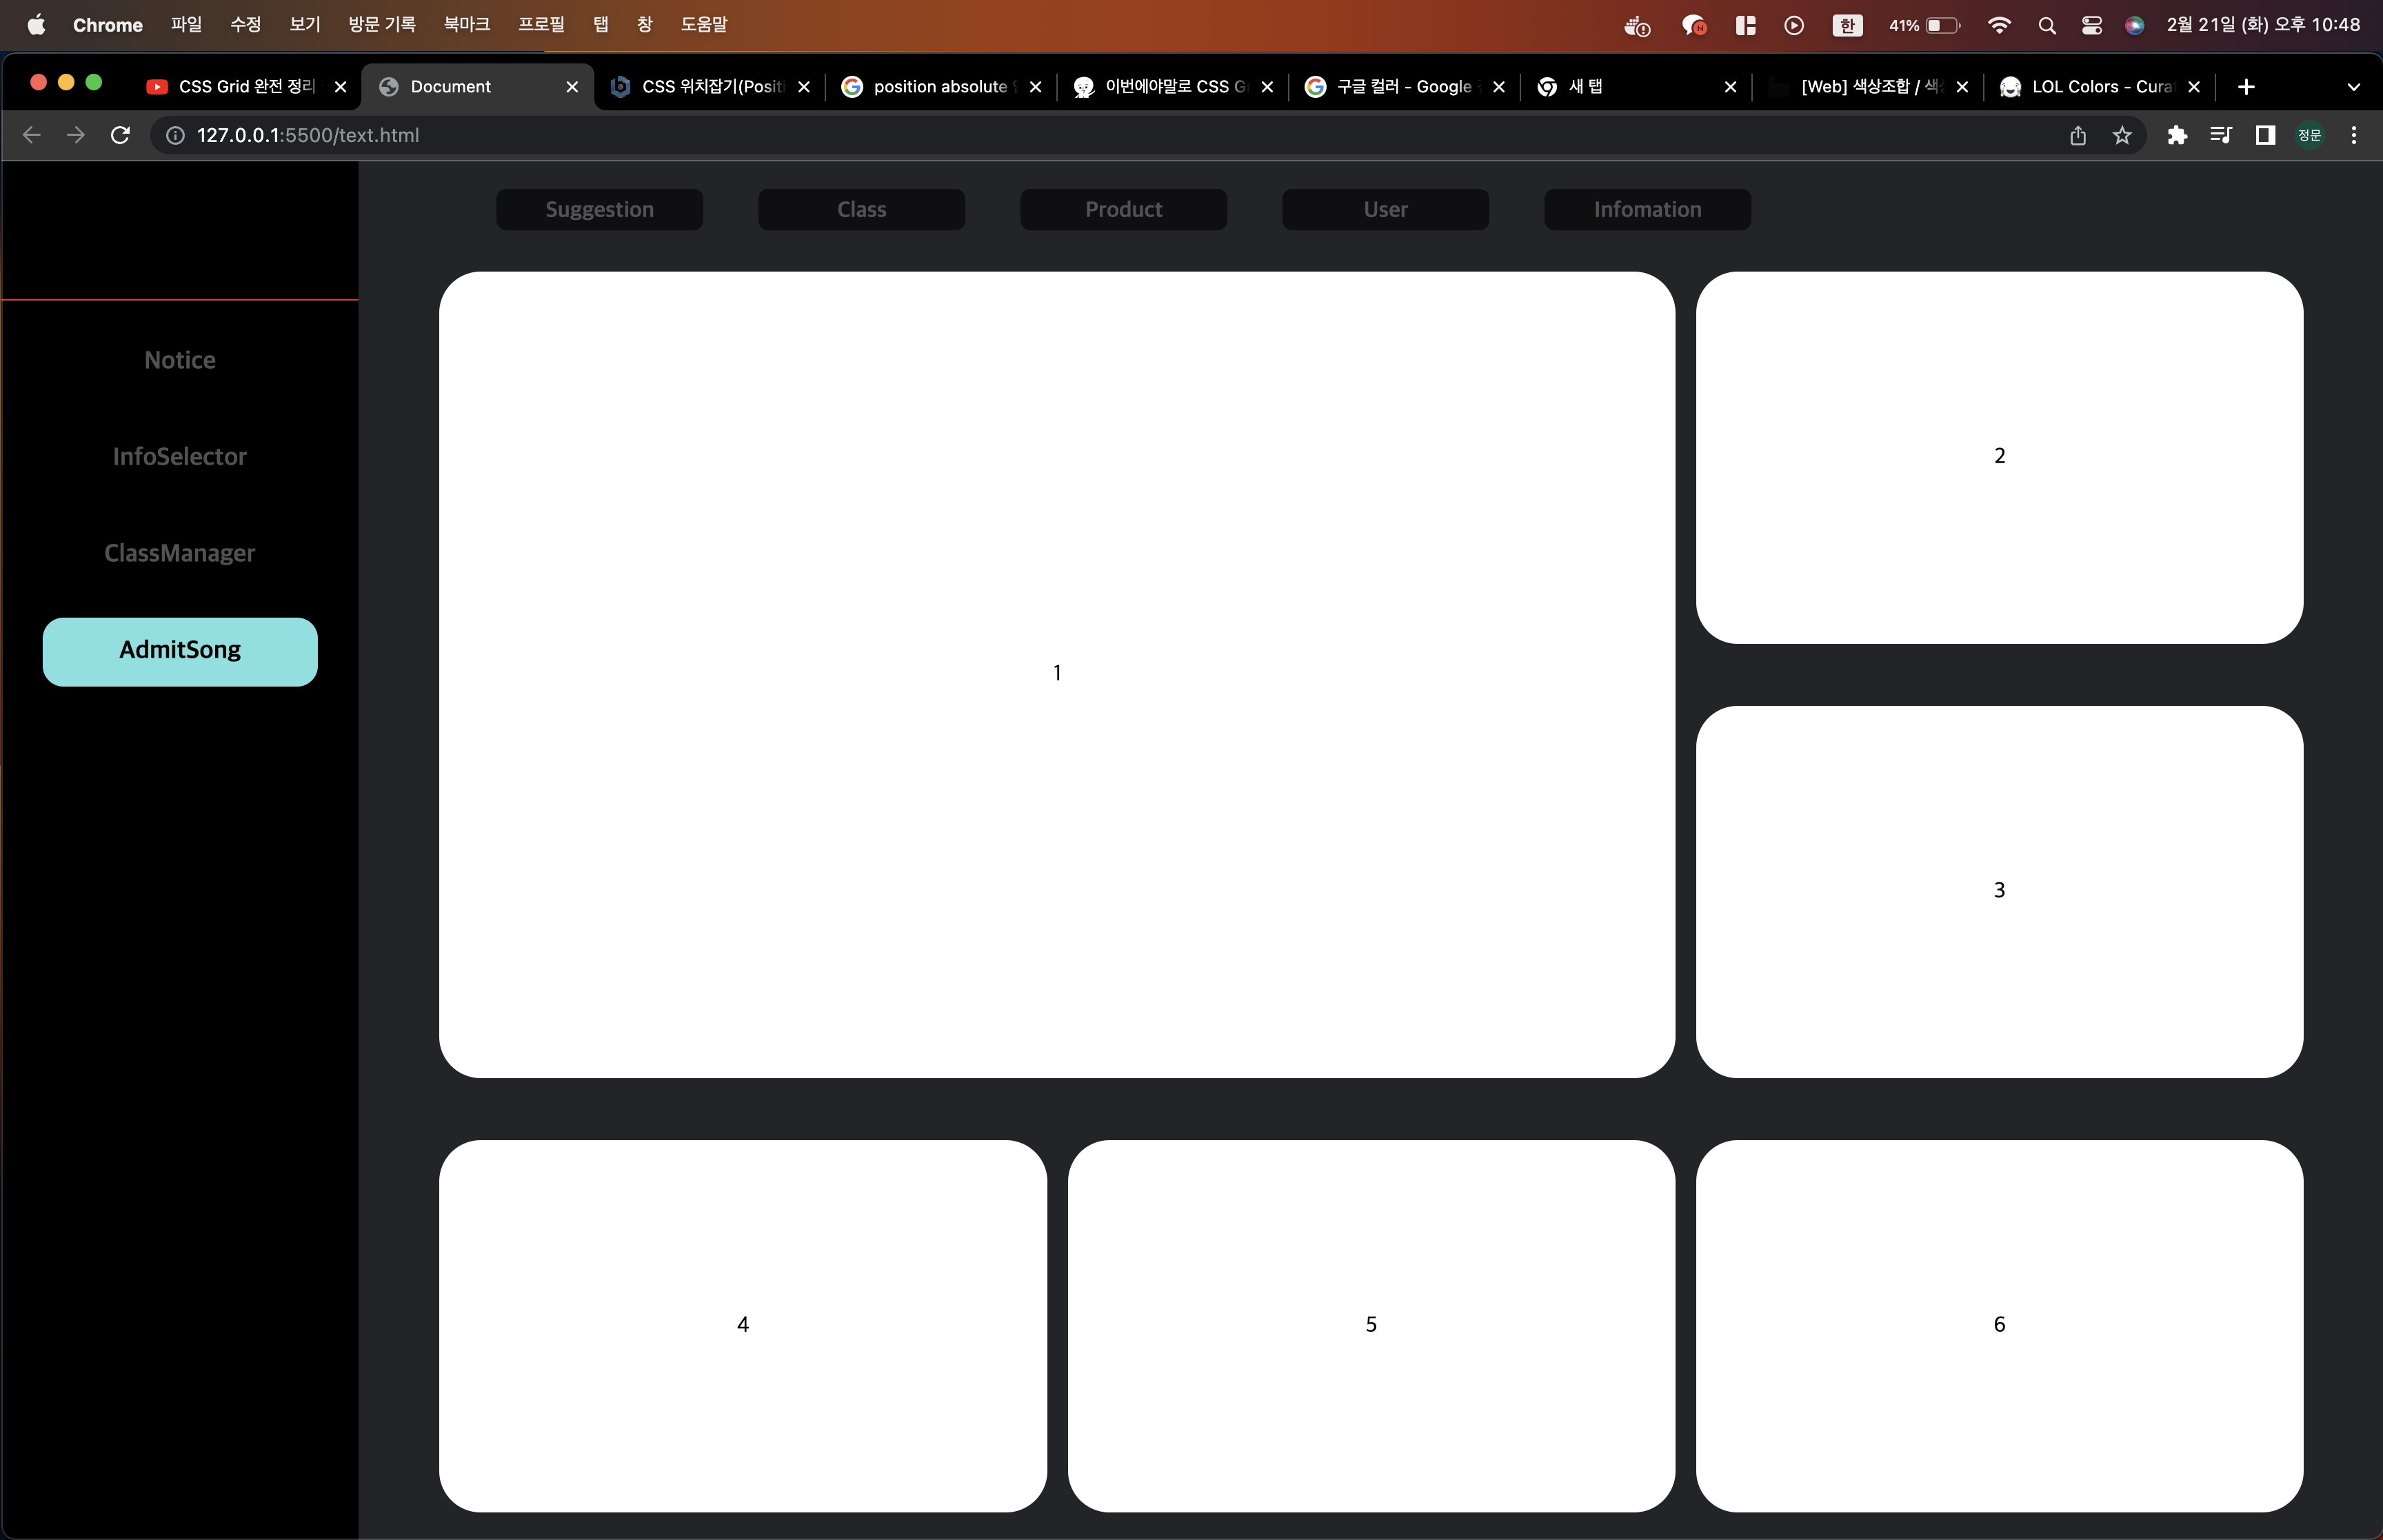 Chrome 파일 수정 보기 방문 기록 북마크 프로필 탭 창 도움말 N 한 41% 2월 21일 (화) 오후 10:48
CSS Grid 완전 정리 Document CSS 위치잡기(Positi position absolute 이번에야말로 CSS G 구글 컬러 - Google 새 탭 [Web] 색상조합 / 색 LOL Colors - Cura
127.0.0.1:5500/text.html 정문
Suggestion Class Product User Infomation
Notice
InfoSelector
ClassManager
AdmitSong
1
2
3
4
5
6